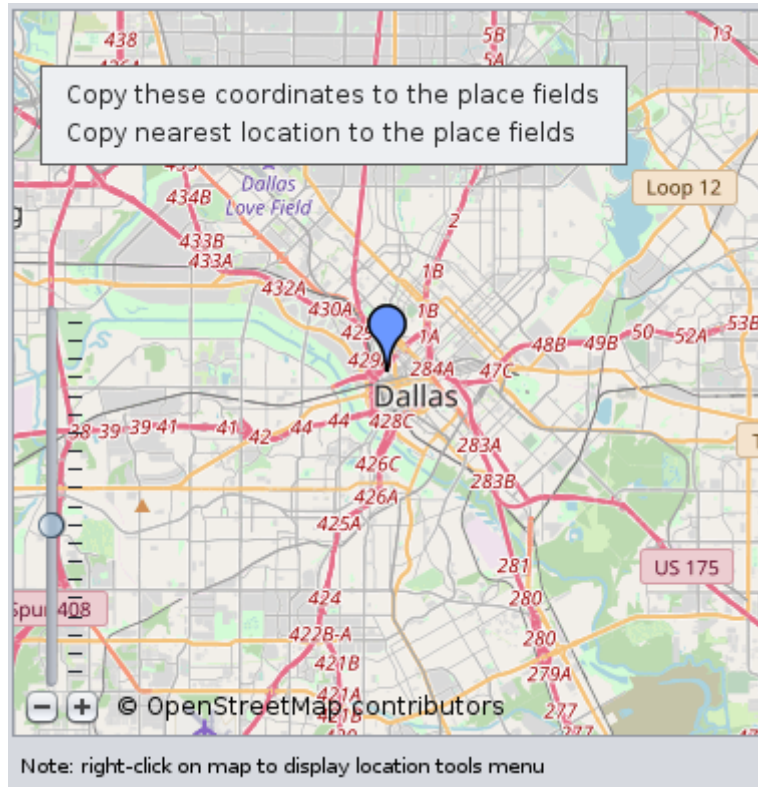 438
5B
5A
13
Copy these coordinates to the place fields
Copy nearest location to the place fields
434B
Dallas
Love Field
Loop 12
g
2
433B
433A
1B
432A
430A
1B
53B
50
52A
1A
48B
49B
284A
47C
Dallas
38
39
39
41
41
42
44
44
428C
283A
426C
283B
426A
425A
281
US 175
424
280
Spur 408
422B-A
280
421B
279A
421A
© OpenStreetMap contributors
421B
277
277
Note: right-click on map to display location tools menu